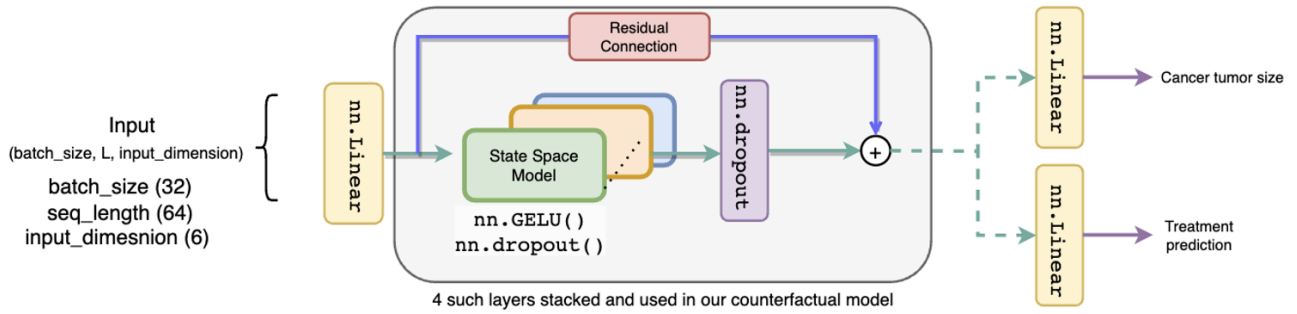 Input
(batch_size, L, input_dimension)
batch_size (32)
seq_length (64)
input_dimesnion (6)
nn.Linear
Residual
Connection
State Space
Model
nn.GELU()
nn.dropout()
nn.dropout
+
4 such layers stacked and used in our counterfactual model
nn.Linear
Cancer tumor size
nn.Linear
Treatment
prediction